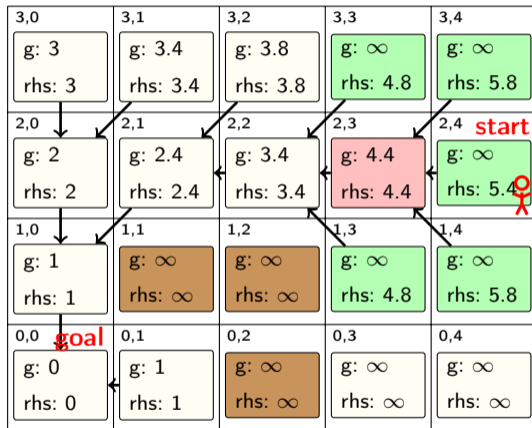 3,0 3,1 3,2 3,3 3,4
g: 3 g: 3.4 g: 3.8 g: ∞ g: ∞
rhs: 3 rhs: 3.4 rhs: 3.8 rhs: 4.8 rhs: 5.8
2,0 2,1 2,2 2,3 2,4 start
g: 2 g: 2.4 g: 3.4 g: 4.4 g: ∞
rhs: 2 rhs: 2.4 rhs: 3.4 rhs: 4.4 rhs: 5.4
1,0 1,1 1,2 1,3 1,4
g: 1 g: ∞ g: ∞ g: ∞ g: ∞
rhs: 1 rhs: ∞ rhs: ∞ rhs: 4.8 rhs: 5.8
0,0 goal 0,1 0,2 0,3 0,4
g: 0 g: 1 g: ∞ g: ∞ g: ∞
rhs: 0 rhs: 1 rhs: ∞ rhs: ∞ rhs: ∞